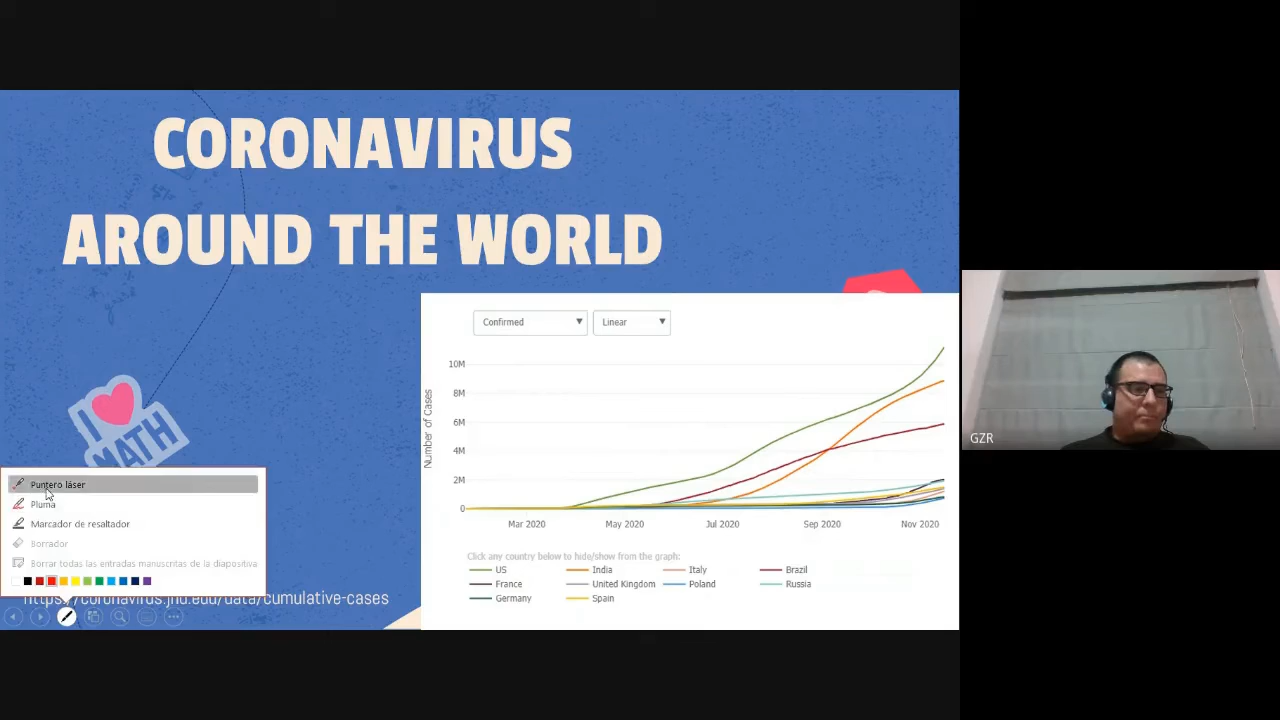 CORONAVIRUS
AROUND THE WORLD
I
MATH
Confirmed
Linear
Number of Cases
10M
8M
6M
4M
2M
0
Mar 2020
May 2020
Jul 2020
Sep 2020
Nov 2020
Click any country below to hide/show from the graph:
US India Italy Brazil
France United Kingdom Poland Russia
Germany Spain
Puntero láser
Pluma
Marcador de resaltador
Borrador
Borrar todas las entradas manuscritas de la diapositiva
https://coronavirus.jhu.edu/data/cumulative-cases
GZR